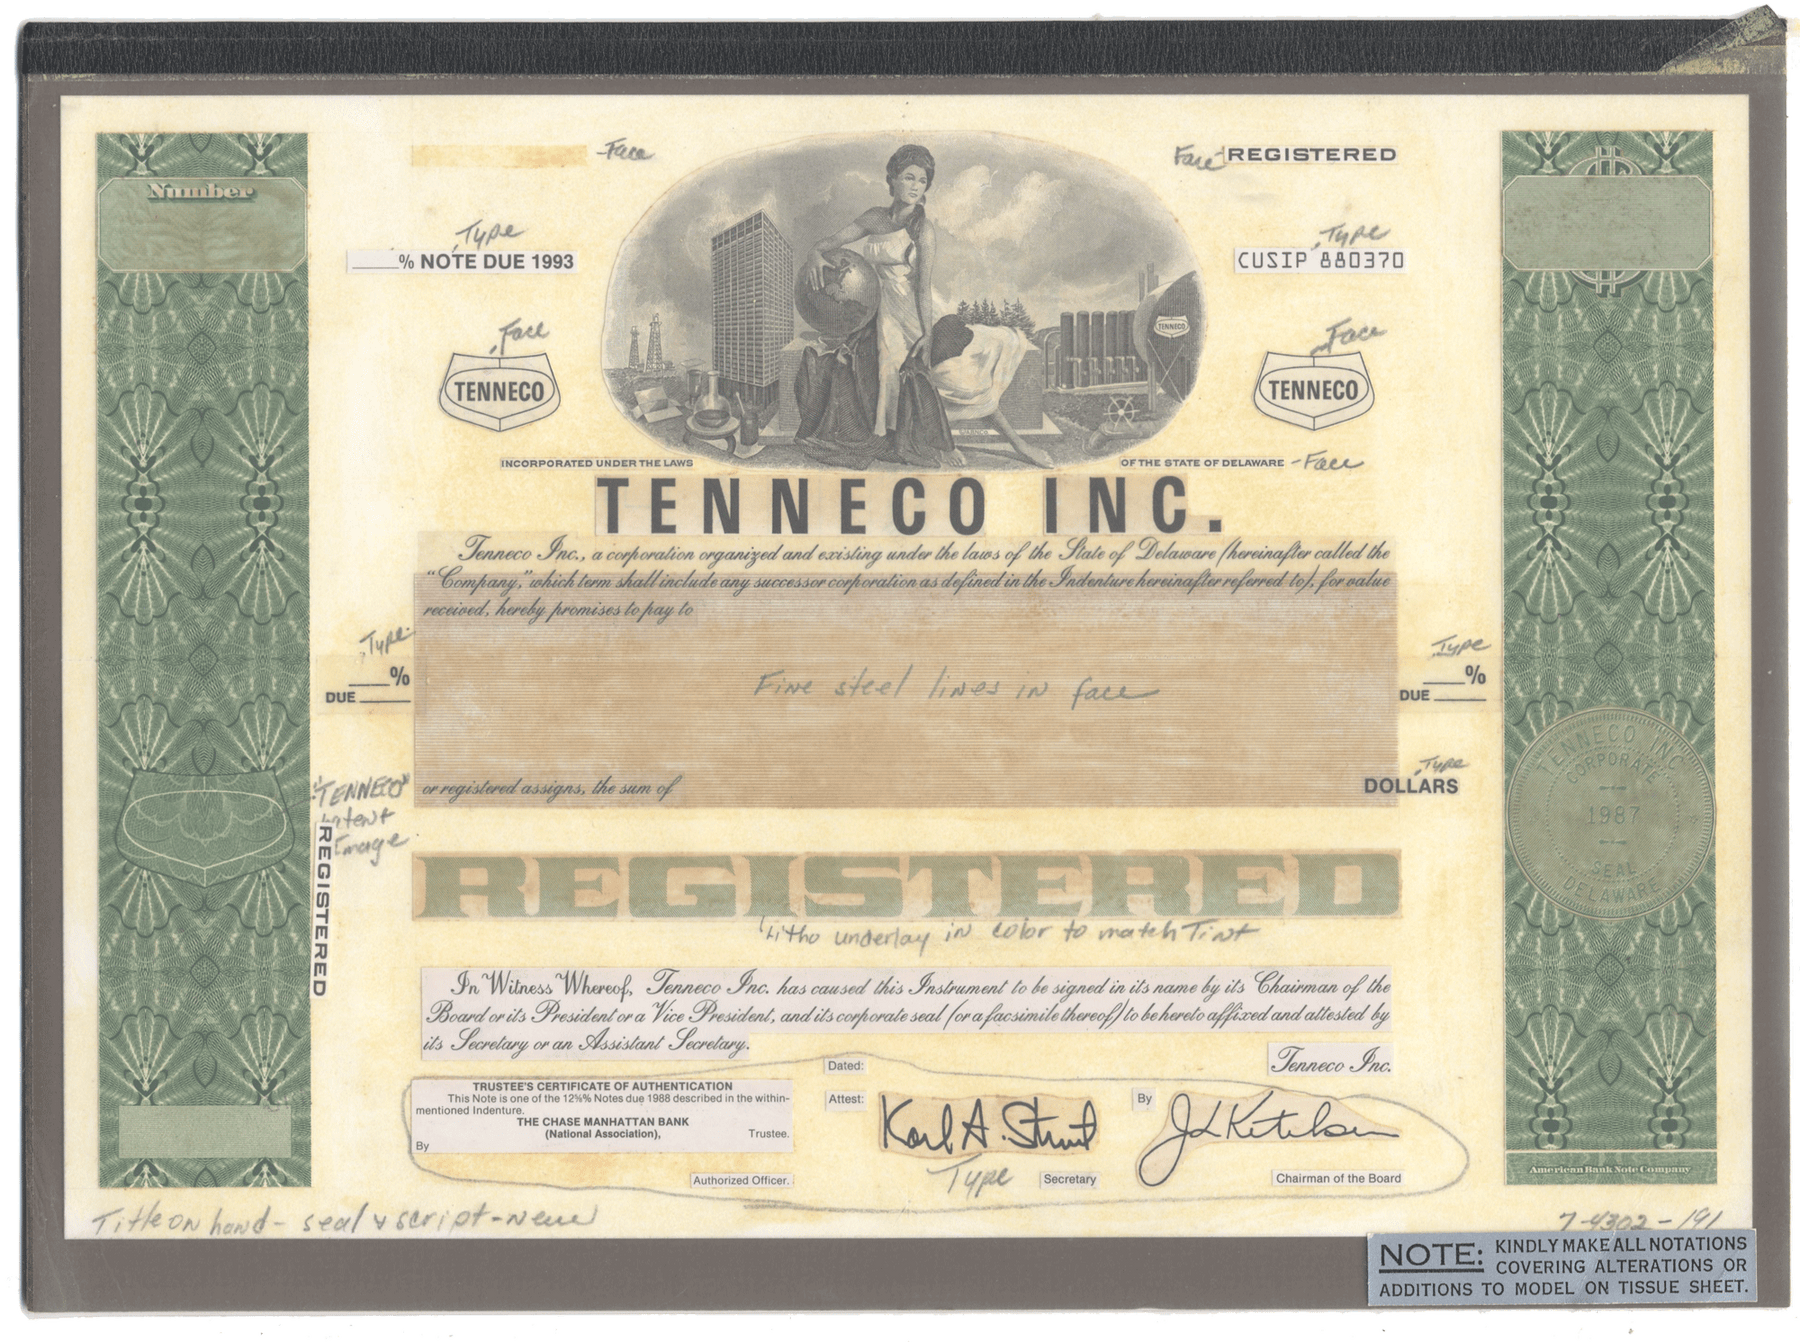 Face
Face
REGISTERED
Number
Type
% NOTE DUE 1993
Type
CUSIP 880370
Face
TENNECO
TENNECO
Face
TENNECO
INCORPORATED UNDER THE LAWS
OF THE STATE OF DELAWARE - Face
TENNECO INC.
Tenneco Inc., a corporation organized and existing under the laws of the State of Delaware (hereinafter called the
"Company," which term shall include any successor corporation as defined in the Indenture hereinafter referred to), for value
received, hereby promises to pay to
Type
%
DUE
Fine steel lines in face
Type
%
DUE
or registered assigns, the sum of
Type
DOLLARS
"TENNECO"
Latent
Image
REGISTERED
TENNECO INC
CORPORATE
1987
SEAL
DELAWARE
REGISTERED
Litho underlay in color to match Tint
In Witness Whereof, Tenneco Inc. has caused this Instrument to be signed in its name by its Chairman of the
Board or its President or a Vice President, and its corporate seal (or a facsimile thereof) to be hereto affixed and attested by
its Secretary or an Assistant Secretary.
Tenneco Inc.
Dated:
TRUSTEE'S CERTIFICATE OF AUTHENTICATION
This Note is one of the Notes due 1988 described in the within-
mentioned Indenture.
THE CHASE MANHATTAN BANK
(National Association),
Trustee.
By
Authorized Officer.
Attest:
Karl A. Stewart
Type
Secretary
By
J L Ketelsen
Chairman of the Board
American Bank Note Company
Title on hand - seal & script - new
7-4302-191
NOTE: KINDLY MAKE ALL NOTATIONS
COVERING ALTERATIONS OR
ADDITIONS TO MODEL ON TISSUE SHEET.